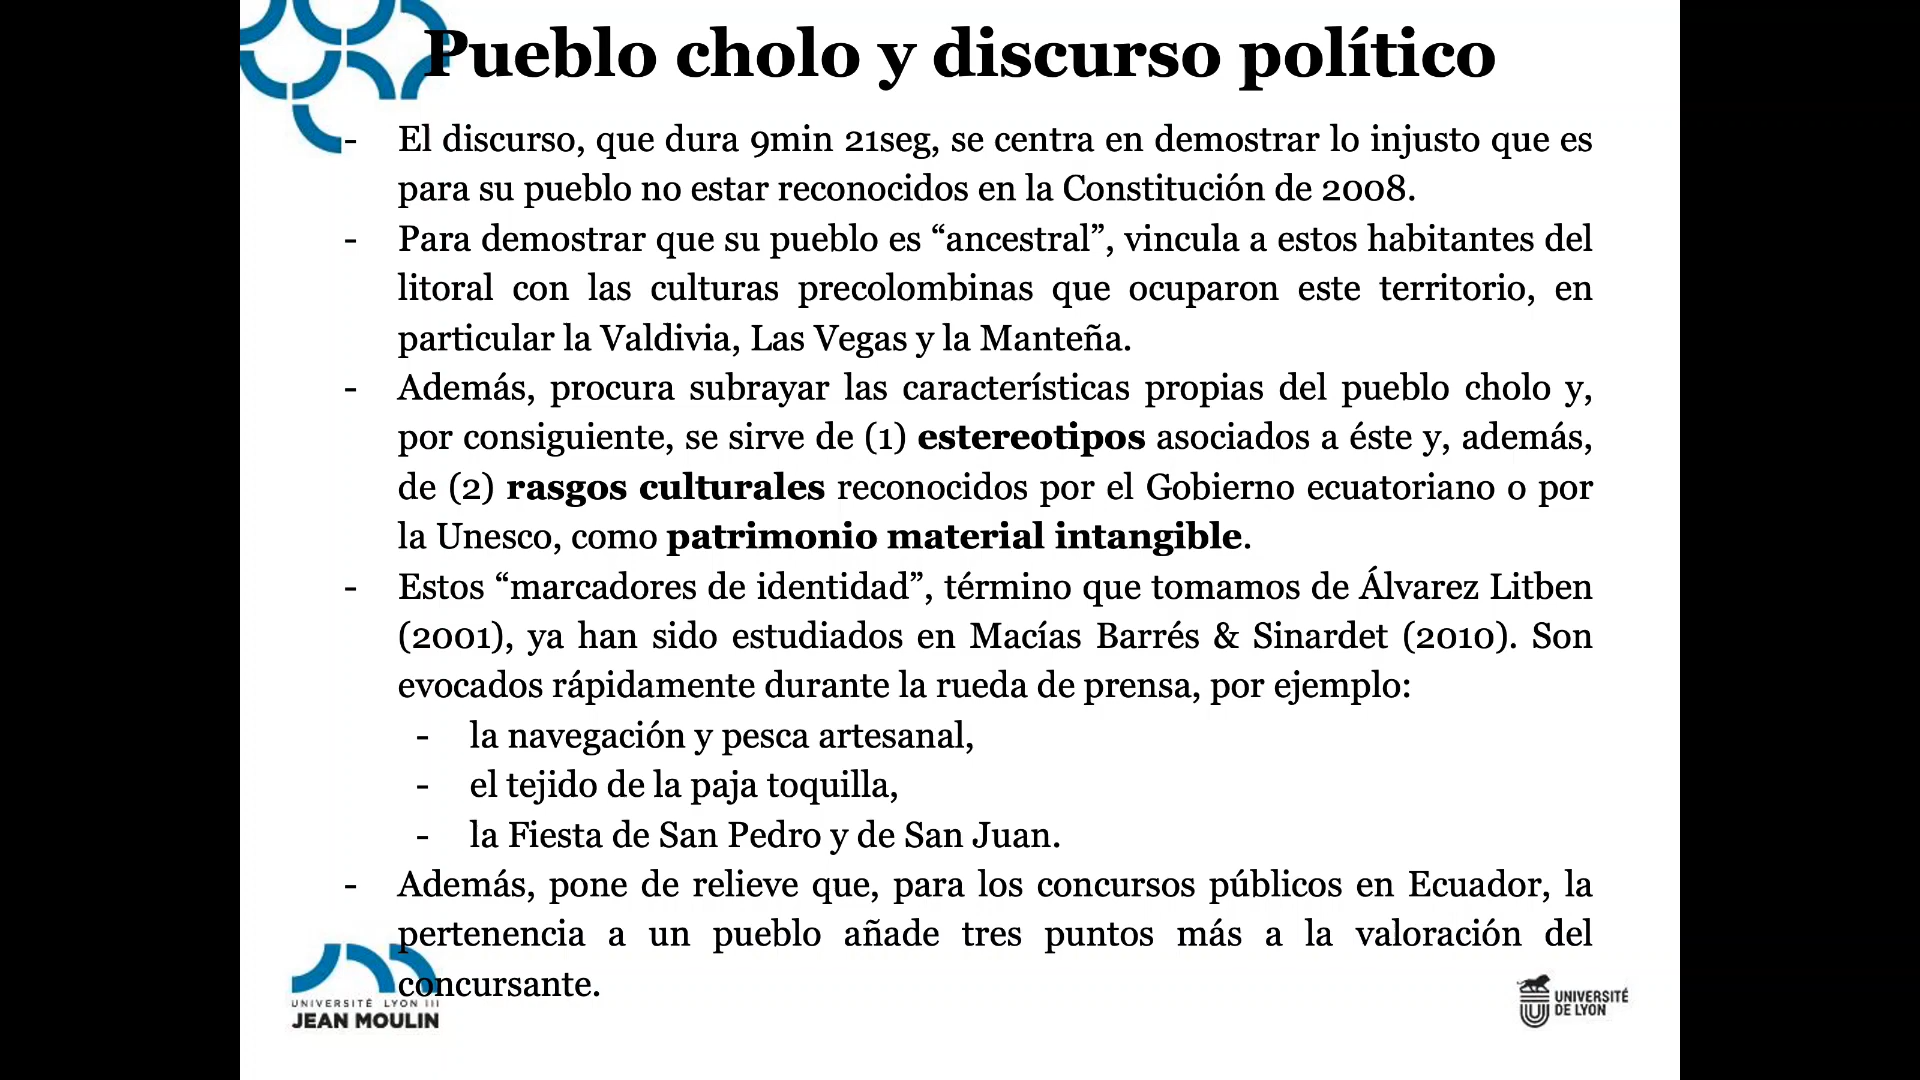 Pueblo cholo y discurso político
- El discurso, que dura 9min 21seg, se centra en demostrar lo injusto que es
para su pueblo no estar reconocidos en la Constitución de 2008.
- Para demostrar que su pueblo es “ancestral”, vincula a estos habitantes del
litoral con las culturas precolombinas que ocuparon este territorio, en
particular la Valdivia, Las Vegas y la Manteña.
- Además, procura subrayar las características propias del pueblo cholo y,
por consiguiente, se sirve de (1) estereotipos asociados a éste y, además,
de (2) rasgos culturales reconocidos por el Gobierno ecuatoriano o por
la Unesco, como patrimonio material intangible.
- Estos “marcadores de identidad”, término que tomamos de Álvarez Litben
(2001), ya han sido estudiados en Macías Barrés & Sinardet (2010). Son
evocados rápidamente durante la rueda de prensa, por ejemplo:
- la navegación y pesca artesanal,
- el tejido de la paja toquilla,
- la Fiesta de San Pedro y de San Juan.
- Además, pone de relieve que, para los concursos públicos en Ecuador, la
pertenencia a un pueblo añade tres puntos más a la valoración del
concursante.
UNIVERSITÉ LYON III
JEAN MOULIN
UNIVERSITÉ
DE LYON